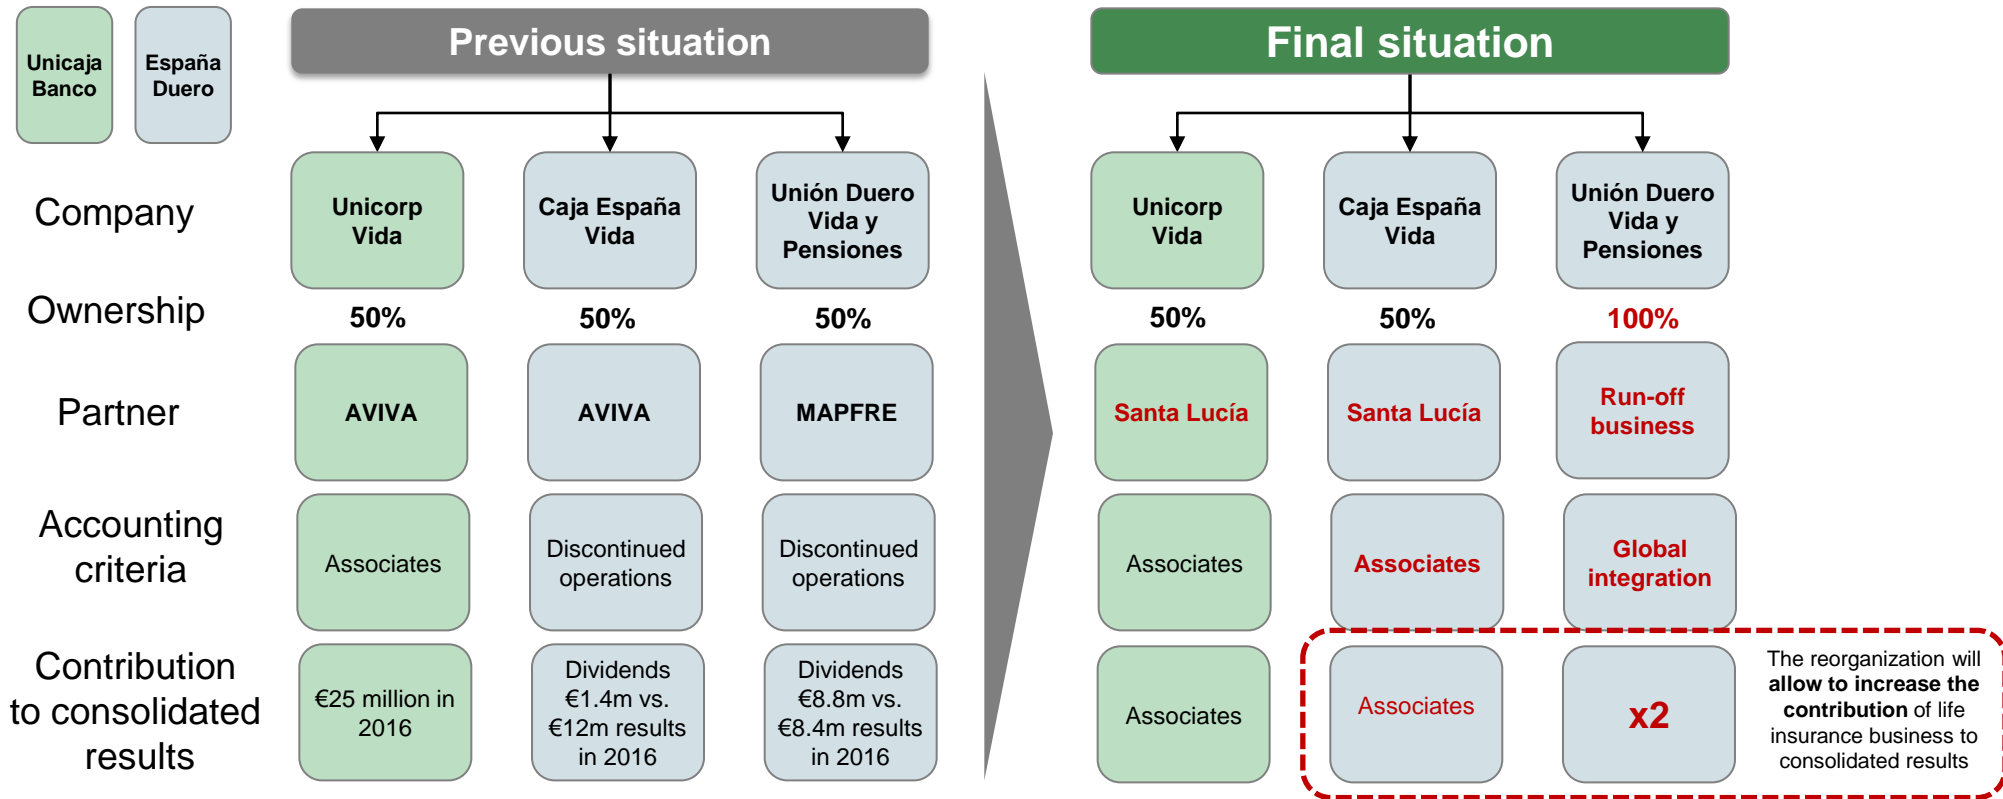 Unicaja
Banco
España
Duero
Previous situation
Final situation
Company
Unicorp
Vida
Caja España
Vida
Unión Duero
Vida y
Pensiones
Unicorp
Vida
Caja España
Vida
Unión Duero
Vida y
Pensiones
Ownership
50%
50%
50%
50%
50%
100%
Partner
AVIVA
AVIVA
MAPFRE
Santa Lucía
Santa Lucía
Run-off
business
Accounting
criteria
Associates
Discontinued
operations
Discontinued
operations
Associates
Associates
Global
integration
Contribution
to consolidated
results
€25 million in
2016
Dividends
€1.4m vs.
€12m results
in 2016
Dividends
€8.8m vs.
€8.4m results
in 2016
Associates
Associates
x2
The reorganization will
allow to increase the
contribution of life
insurance business to
consolidated results